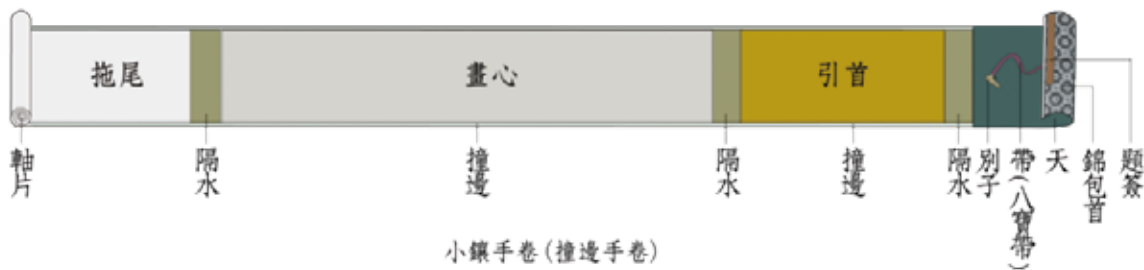 拖尾
畫心
引首
軸片
隔水
撞邊
隔水
撞邊
隔水
別子
帶(八寶帶)
天
錦包首
題簽
小鑲手卷(撞邊手卷)